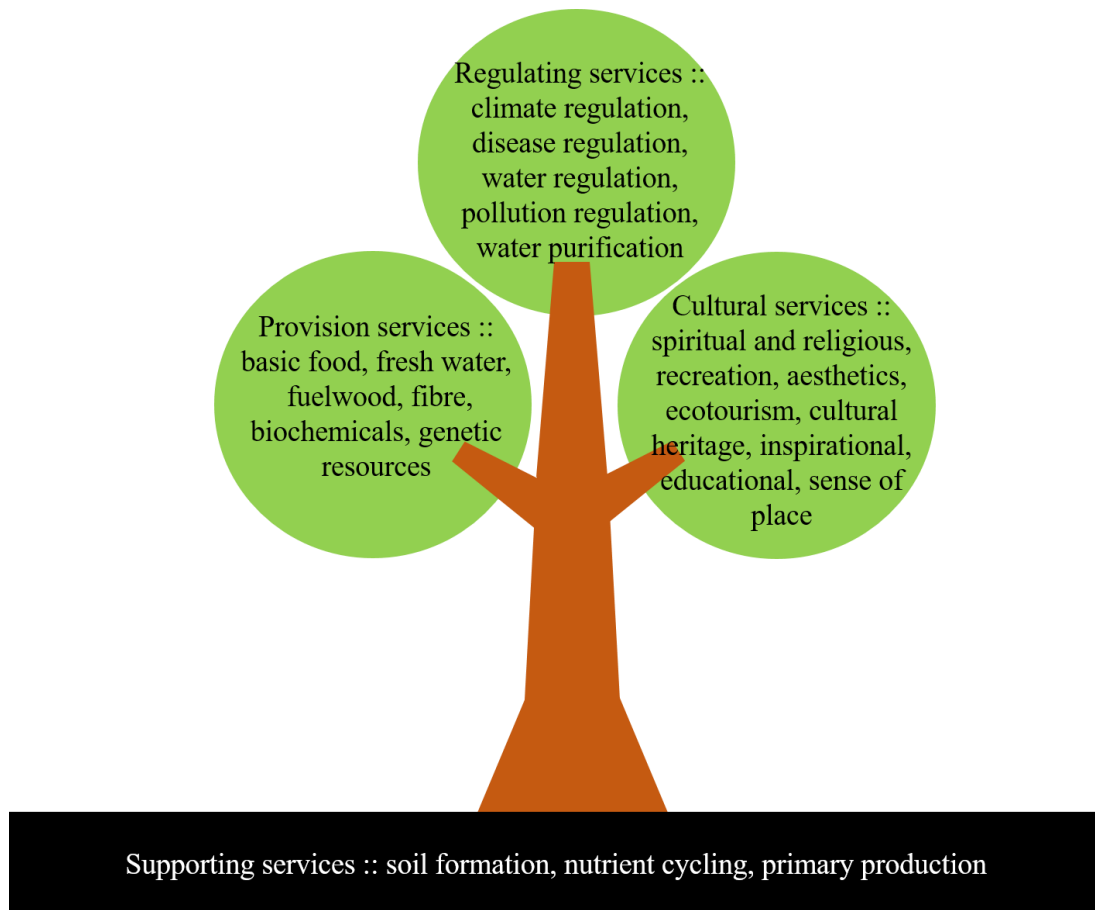 Regulating services ::
climate regulation,
disease regulation,
water regulation,
pollution regulation,
water purification
Provision services ::
basic food, fresh water,
fuelwood, fibre,
biochemicals, genetic
resources
Cultural services ::
spiritual and religious,
recreation, aesthetics,
ecotourism, cultural
heritage, inspirational,
educational, sense of
place
Supporting services :: soil formation, nutrient cycling, primary production